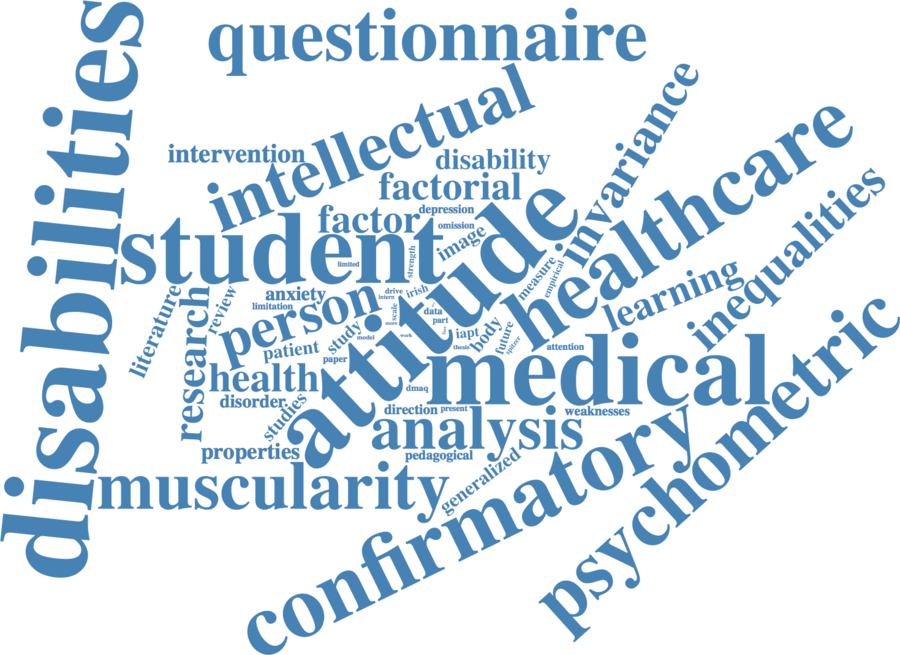 disabilities
questionnaire
intervention
intellectual
disability
factorial
invariance
healthcare
factor
depression
omission
student
attitude
image
strength
limited
measure
empirical
learning
inequalities
literature
review
research
anxiety
limitation
person
drive
intern
irish
scale
data
part
model
work
study
patient
paper
iapt
body
thesis
future
spitzer
attention
health
medical
psychometric
disorder
studies
dmaq
direction
present
weaknesses
analysis
properties
pedagogical
confirmatory
generalized
muscularity